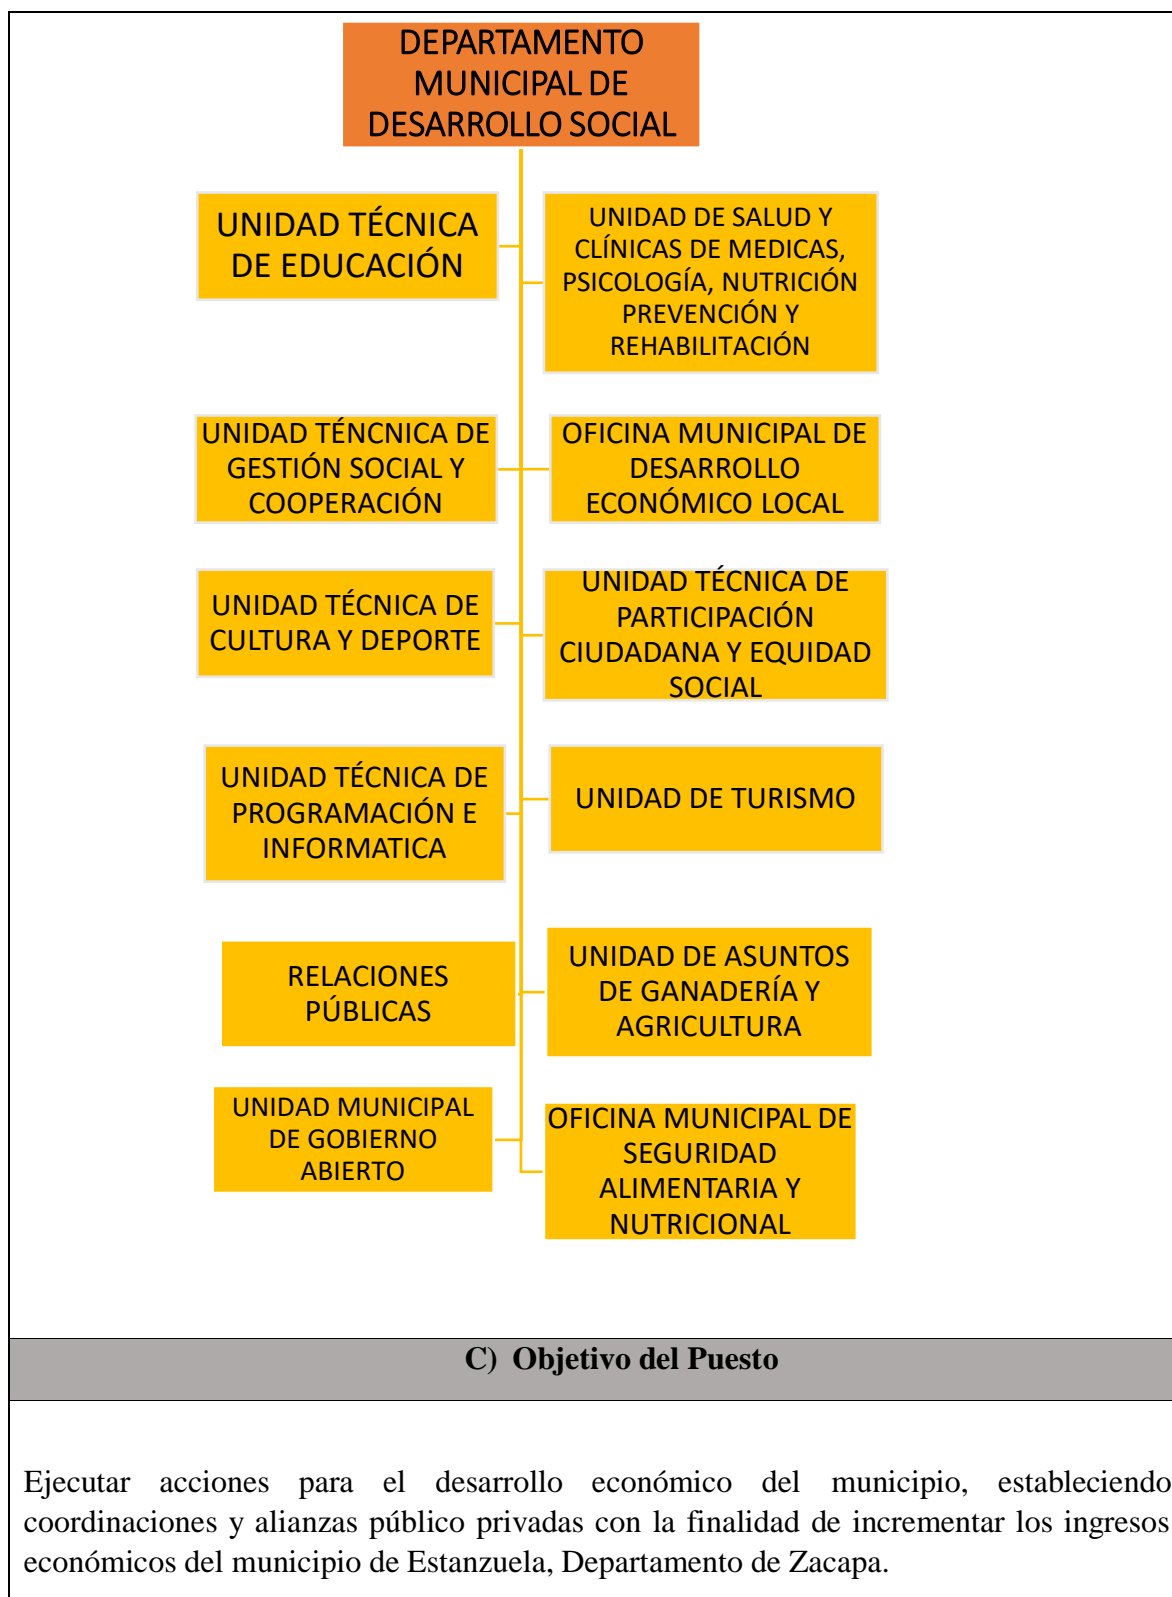 DEPARTAMENTO
MUNICIPAL DE
DESARROLLO SOCIAL
UNIDAD TÉCNICA
DE EDUCACIÓN
UNIDAD DE SALUD Y
CLÍNICAS DE MEDICAS,
PSICOLOGÍA, NUTRICIÓN
PREVENCIÓN Y
REHABILITACIÓN
UNIDAD TÉNCNICA DE
GESTIÓN SOCIAL Y
COOPERACIÓN
OFICINA MUNICIPAL DE
DESARROLLO
ECONÓMICO LOCAL
UNIDAD TÉCNICA DE
CULTURA Y DEPORTE
UNIDAD TÉCNICA DE
PARTICIPACIÓN
CIUDADANA Y EQUIDAD
SOCIAL
UNIDAD TÉCNICA DE
PROGRAMACIÓN E
INFORMATICA
UNIDAD DE TURISMO
RELACIONES
PÚBLICAS
UNIDAD DE ASUNTOS
DE GANADERÍA Y
AGRICULTURA
UNIDAD MUNICIPAL
DE GOBIERNO
ABIERTO
OFICINA MUNICIPAL DE
SEGURIDAD
ALIMENTARIA Y
NUTRICIONAL
C) Objetivo del Puesto
Ejecutar acciones para el desarrollo económico del municipio, estableciendo
coordinaciones y alianzas público privadas con la finalidad de incrementar los ingresos
económicos del municipio de Estanzuela, Departamento de Zacapa.